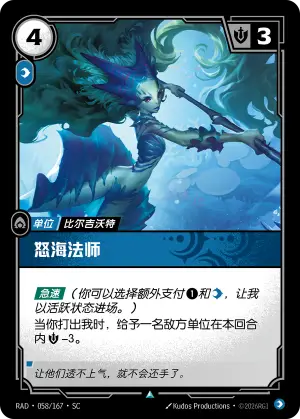 4
3
单位 比尔吉沃特
怒海法师
急速 (你可以选择额外支付1和，让我
以活跃状态进场。)
当你打出我时，给予一名敌方单位在本回合
内 -3。
让他们透不上气，就不会还手了。
RAD · 058/167 · SC Kudos Productions · ©2026RGI